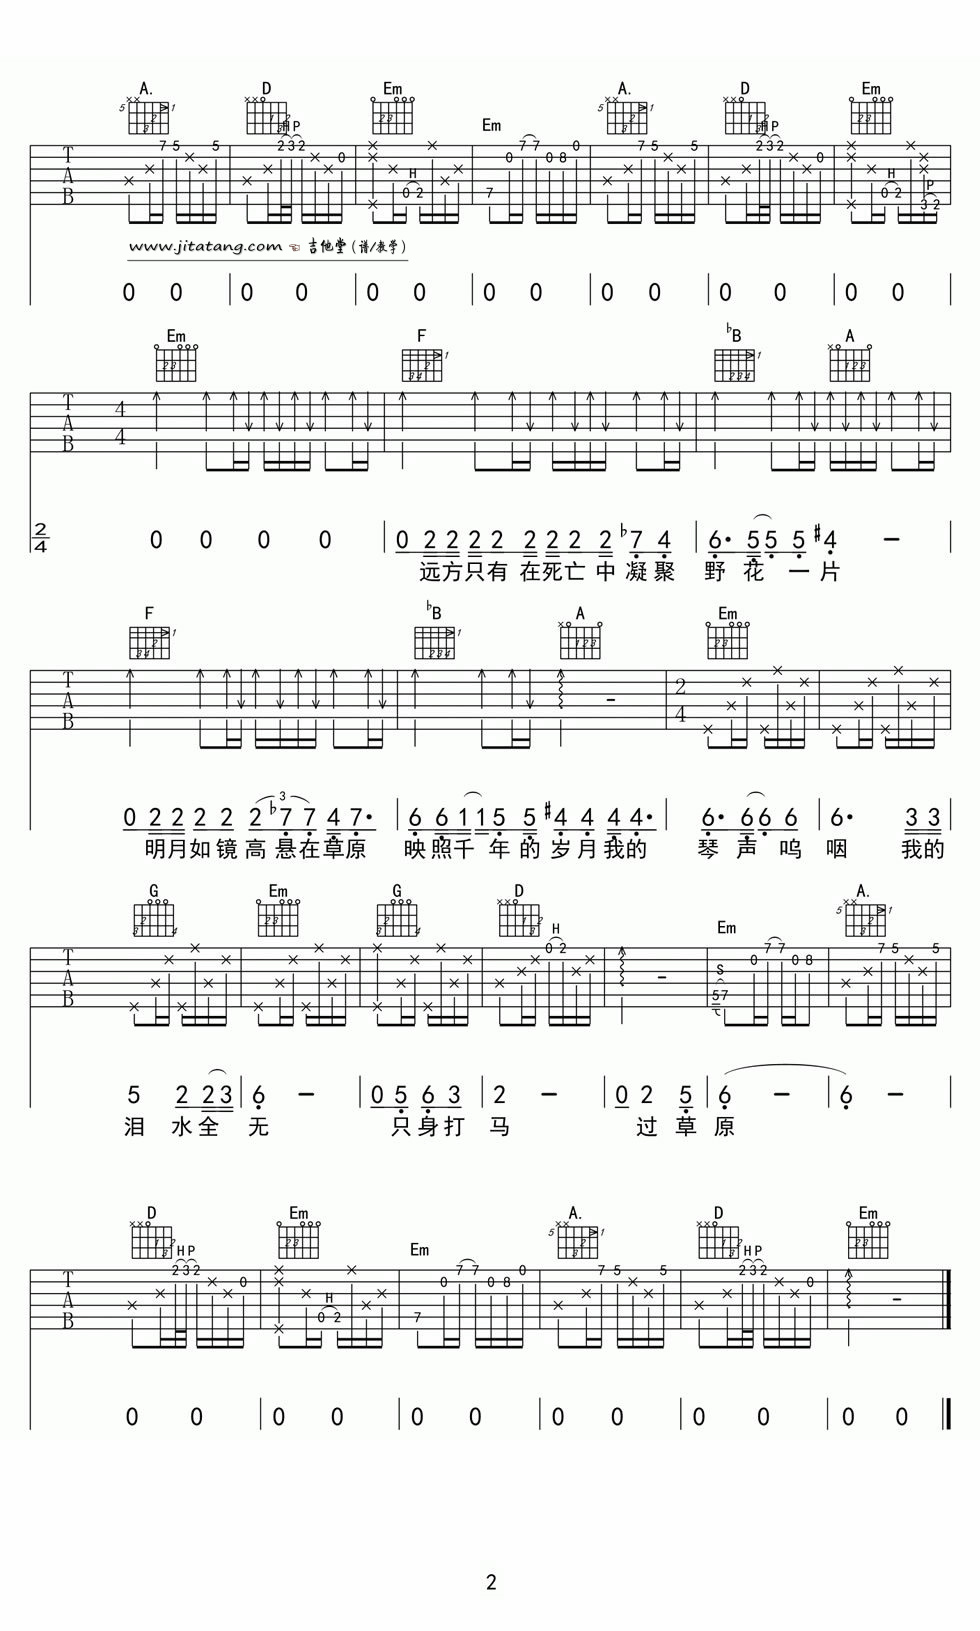 A. D Em Em A. D Em
www.jitatang.com ☜ 吉他堂(谱/教学)
0 0 | 0 0 | 0 0 | 0 0 | 0 0 | 0 0 | 0 0
Em F ♭B A
T A B 4/4
2/4 0 0 0 0 | 0 2 2 2 2 2 2 2 2 ♭7 4 | 6· 5 5 5 #4 -
远方只有在死亡中凝聚 野花一片
F ♭B A Em
T A B 2/4
0 2 2 2 2 2 ♭7 7 4 7· | 6 6 1 1 5 5 #4 4 4 4· | 6· 6 6 6 | 6· 3 3
明月如镜高悬在草原 映照千年的岁月我的 琴声呜咽 我的
G Em G D Em A.
T A B
5 2 2 3 | 6 - | 0 5 6 3 | 2 - | 0 2 5 | 6 - | 6 -
泪 水全 无 只身打 马 过草原
D Em Em A. D Em
T A B
0 0 | 0 0 | 0 0 | 0 0 | 0 0 | 0 0
2